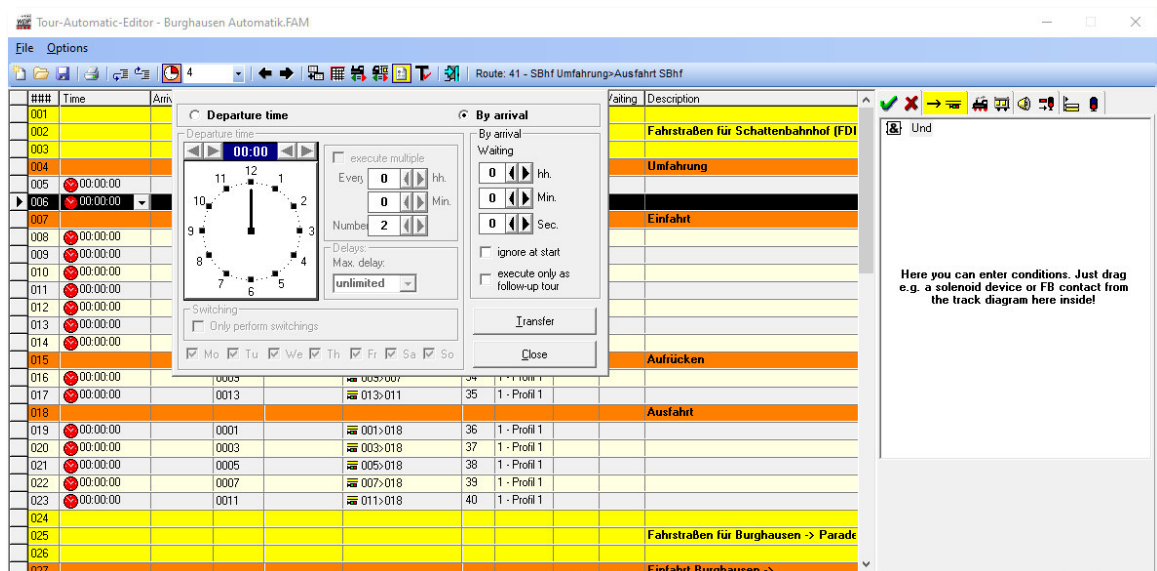 Tour-Automatic-Editor - Burghausen Automatik.FAM
File Options
4 Route: 41 - SBhf Umfahrung>Ausfahrt SBhf
### Time Arriv Waiting Description
001
002 Fahrstraßen für Schattenbahnhof (FDI
003
004 Umfahrung
005 00:00:00
006 00:00:00
007 Einfahrt
008 00:00:00
009 00:00:00
010 00:00:00
011 00:00:00
012 00:00:00
013 00:00:00
014 00:00:00
015 Aufrücken
016 00:00:00 0009 009>007 34 1 - Profil 1
017 00:00:00 0013 013>011 35 1 - Profil 1
018 Ausfahrt
019 00:00:00 0001 001>018 36 1 - Profil 1
020 00:00:00 0003 003>018 37 1 - Profil 1
021 00:00:00 0005 005>018 38 1 - Profil 1
022 00:00:00 0007 007>018 39 1 - Profil 1
023 00:00:00 0011 011>018 40 1 - Profil 1
024
025 Fahrstraßen für Burghausen -> Parade
026
027 Einfahrt Burghausen ->
Departure time
By arrival
Departure time
00:00
12
1
2
3
4
5
6
7
8
9
10
11
execute multiple
Every 0 hh.
0 Min.
Number 2
Delays:
Max. delay:
unlimited
Switching
Only perform switchings
Mo Tu We Th Fr Sa So
By arrival
Waiting
0 hh.
0 Min.
0 Sec.
ignore at start
execute only as
follow-up tour
Transfer
Close
& Und
Here you can enter conditions. Just drag
e.g. a solenoid device or FB contact from
the track diagram here inside!